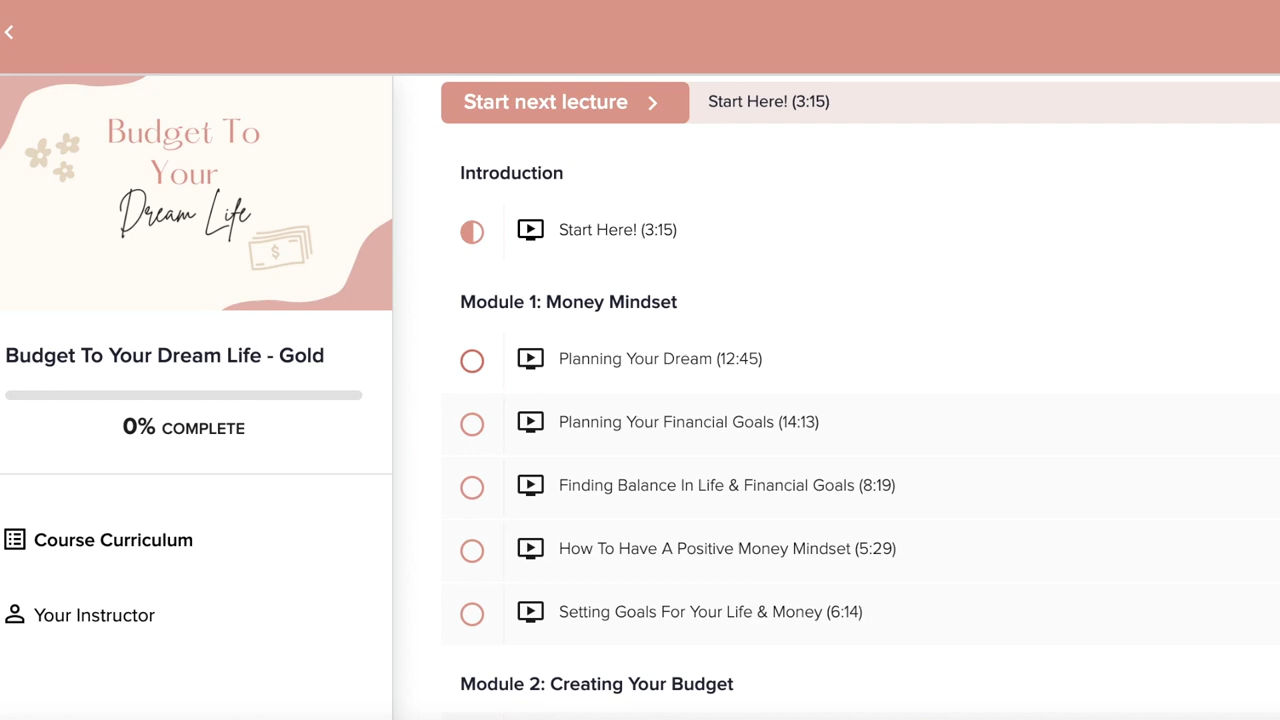 Budget To
Your
Dream Life
$
Budget To Your Dream Life - Gold
0% COMPLETE
Course Curriculum
Your Instructor
Start next lecture
Start Here! (3:15)
Introduction
Start Here! (3:15)
Module 1: Money Mindset
Planning Your Dream (12:45)
Planning Your Financial Goals (14:13)
Finding Balance In Life & Financial Goals (8:19)
How To Have A Positive Money Mindset (5:29)
Setting Goals For Your Life & Money (6:14)
Module 2: Creating Your Budget